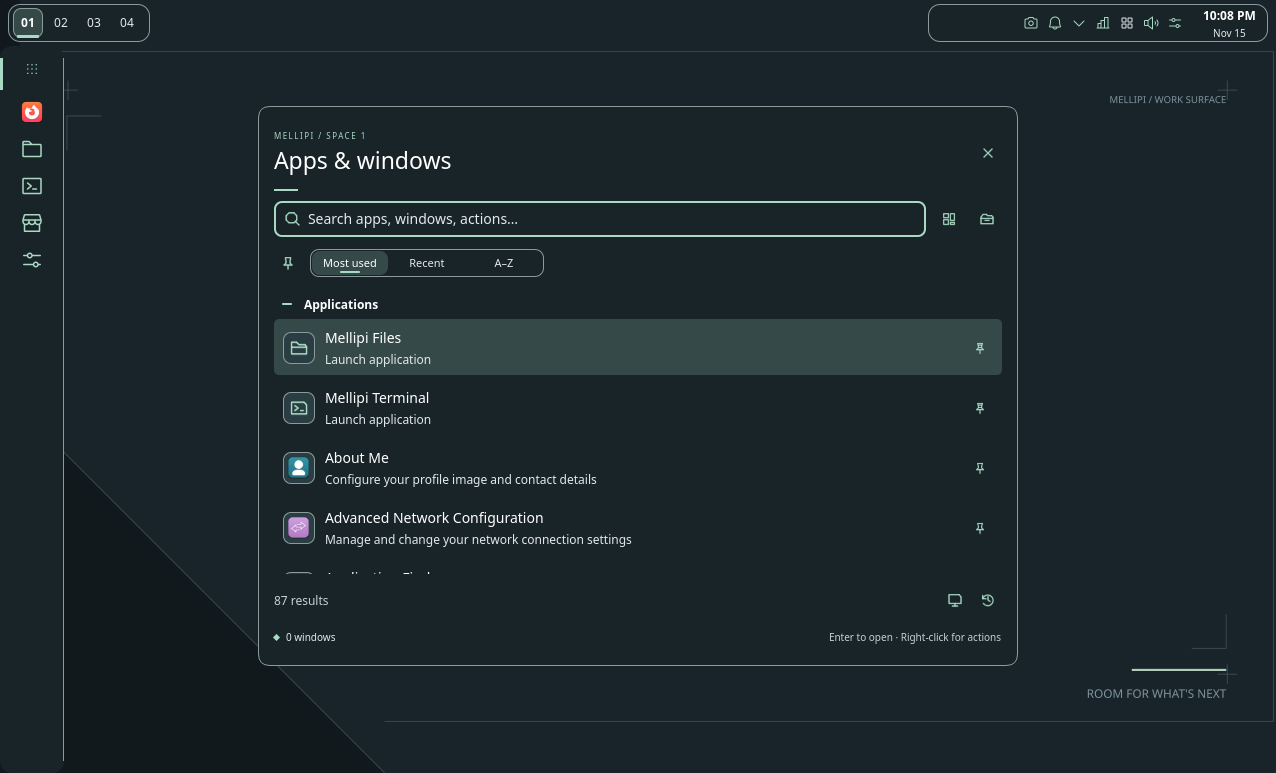 01 02 03 04
10:08 PM
Nov 15
MELLIPI / WORK SURFACE
MELLIPI / SPACE 1
Apps & windows
Search apps, windows, actions...
Most used Recent A–Z
Applications
Mellipi Files
Launch application
Mellipi Terminal
Launch application
About Me
Configure your profile image and contact details
Advanced Network Configuration
Manage and change your network connection settings
87 results
0 windows
Enter to open · Right-click for actions
ROOM FOR WHAT'S NEXT